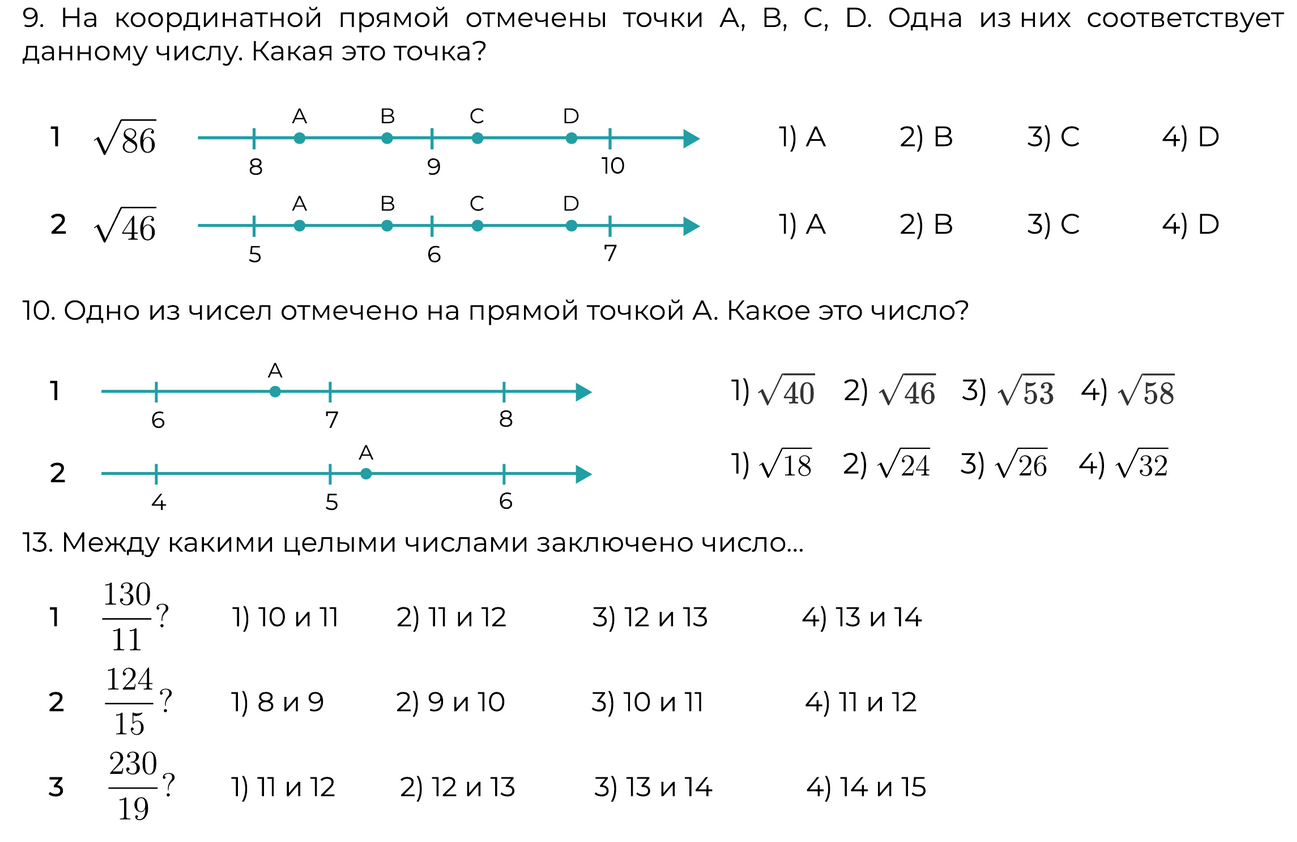 9. На координатной прямой отмечены точки A, B, C, D. Одна из них соответствует
данному числу. Какая это точка?
A B C D
1 √86 1) A 2) B 3) C 4) D
8 9 10
A B C D
2 √46 1) A 2) B 3) C 4) D
5 6 7
10. Одно из чисел отмечено на прямой точкой A. Какое это число?
A
1 1) √40 2) √46 3) √53 4) √58
6 7 8
A
2 1) √18 2) √24 3) √26 4) √32
4 5 6
13. Между какими целыми числами заключено число...
1 130/11? 1) 10 и 11 2) 11 и 12 3) 12 и 13 4) 13 и 14
2 124/15? 1) 8 и 9 2) 9 и 10 3) 10 и 11 4) 11 и 12
3 230/19? 1) 11 и 12 2) 12 и 13 3) 13 и 14 4) 14 и 15